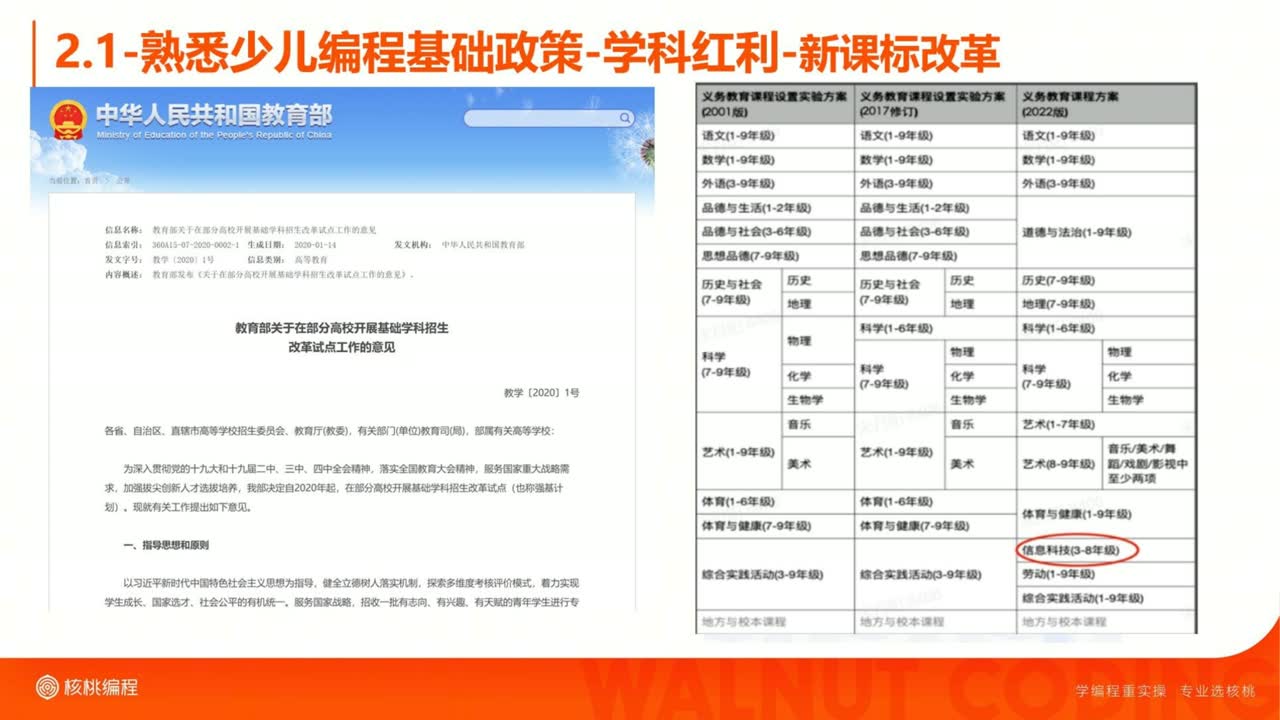 2.1-熟悉少儿编程基础政策-学科红利-新课标改革
中华人民共和国教育部
Ministry of Education of the People's Republic of China
当前位置：首页 > 公开
信息名称： 教育部关于在部分高校开展基础学科招生改革试点工作的意见
信息索引： 360A15-07-2020-0002-1 生成日期： 2020-01-14 发文机构： 中华人民共和国教育部
发文字号： 教学〔2020〕1号 信息类别： 高等教育
内容概述： 教育部发布《关于在部分高校开展基础学科招生改革试点工作的意见》。
教育部关于在部分高校开展基础学科招生
改革试点工作的意见
教学〔2020〕1号
各省、自治区、直辖市高等学校招生委员会、教育厅(教委)，有关部门(单位)教育司(局)，部属有关高等学校：
为深入贯彻党的十九大和十九届二中、三中、四中全会精神，落实全国教育大会精神，服务国家重大战略需
求，加强拔尖创新人才选拔培养，我部决定自2020年起，在部分高校开展基础学科招生改革试点（也称强基计
划）。现就有关工作提出如下意见。
一、指导思想和原则
以习近平新时代中国特色社会主义思想为指导，健全立德树人落实机制，探索多维度考核评价模式，着力实现
学生成长、国家选才、社会公平的有机统一。服务国家战略，招收一批有志向、有兴趣、有天赋的青年学生进行专
义务教育课程设置实验方案 (2001版)
语文(1-9年级)
数学(1-9年级)
外语(3-9年级)
品德与生活(1-2年级)
品德与社会(3-6年级)
思想品德(7-9年级)
历史与社会 (7-9年级)
历史
地理
科学 (7-9年级)
物理
化学
生物学
艺术(1-9年级)
音乐
美术
体育(1-6年级)
体育与健康(7-9年级)
综合实践活动(3-9年级)
地方与校本课程
义务教育课程设置实验方案 (2017修订)
语文(1-9年级)
数学(1-9年级)
外语(3-9年级)
品德与生活(1-2年级)
品德与社会(3-6年级)
思想品德(7-9年级)
历史与社会 (7-9年级)
历史
地理
科学(1-6年级)
科学 (7-9年级)
物理
化学
生物学
艺术(1-9年级)
音乐
美术
体育(1-6年级)
体育与健康(7-9年级)
综合实践活动(3-9年级)
地方与校本课程
义务教育课程方案 (2022版)
语文(1-9年级)
数学(1-9年级)
外语(3-9年级)
道德与法治(1-9年级)
历史(7-9年级)
地理(7-9年级)
科学(1-6年级)
科学 (7-9年级)
物理
化学
生物学
艺术(1-7年级)
艺术(8-9年级)
音乐/美术/舞
蹈/戏剧/影视中
至少两项
体育与健康(1-9年级)
信息科技(3-8年级)
劳动(1-9年级)
综合实践活动(1-9年级)
地方与校本课程
核桃编程
WALNUT CODING
学编程重实操 专业选核桃